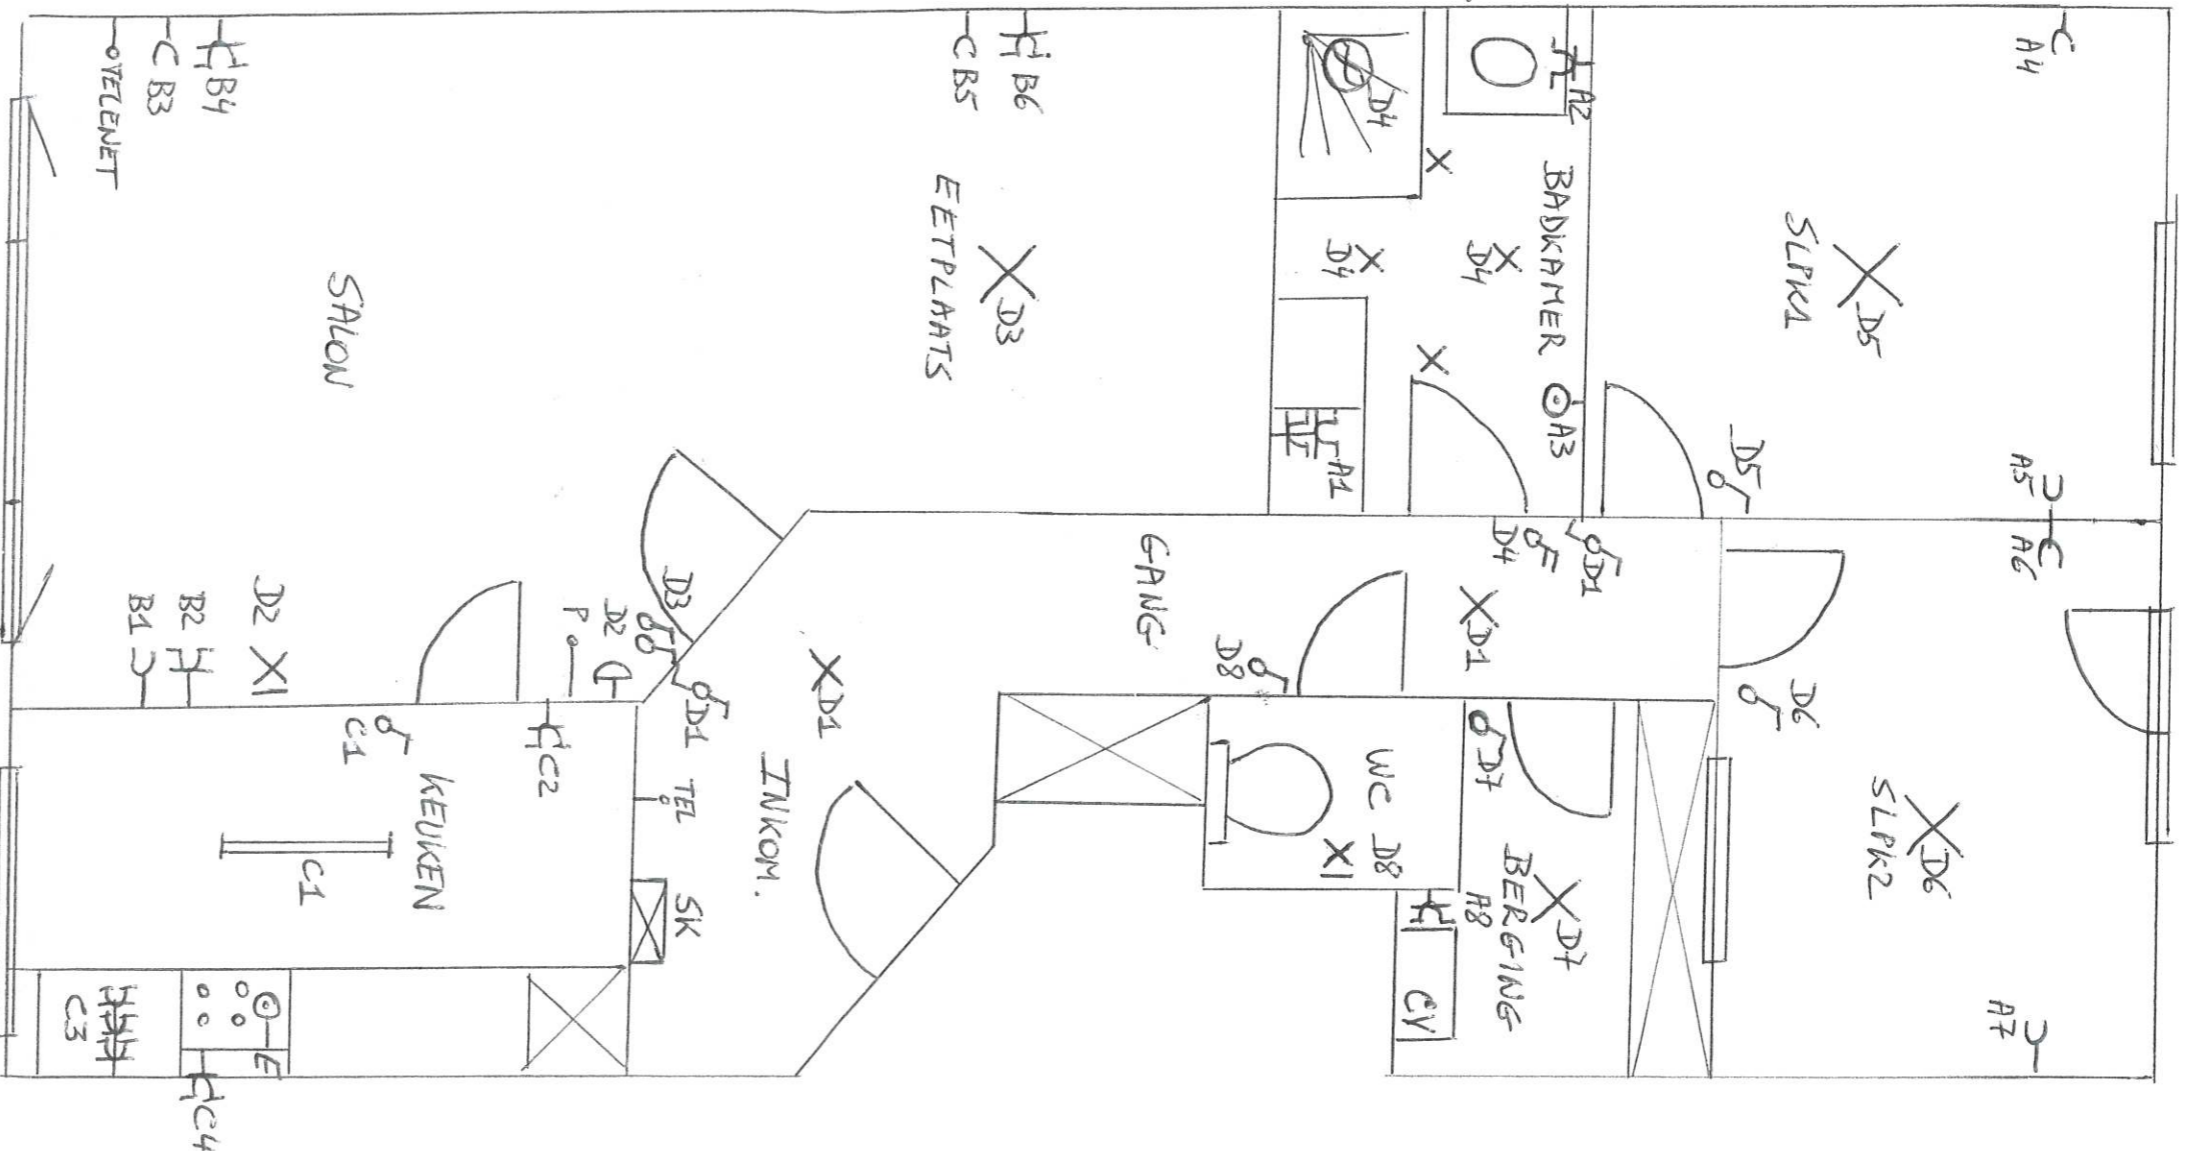 TELENET
B3
B4
B5
B6
D4
A2
A4
SALON
EETPLAATS
D3
D4
D4
BADKAMER
SLPK1
D5
A3
A1
D5
A5
A6
GANG
D4
D1
D1
D8
D6
B1
B2
D2
P
D2
D3
D1
D1
C1
C2
KEUKEN
C1
TEL
INKOM.
SK
WC
D8
D7
BERGING
D7
A8
CV
SLPK2
D6
A7
C3
E
C4